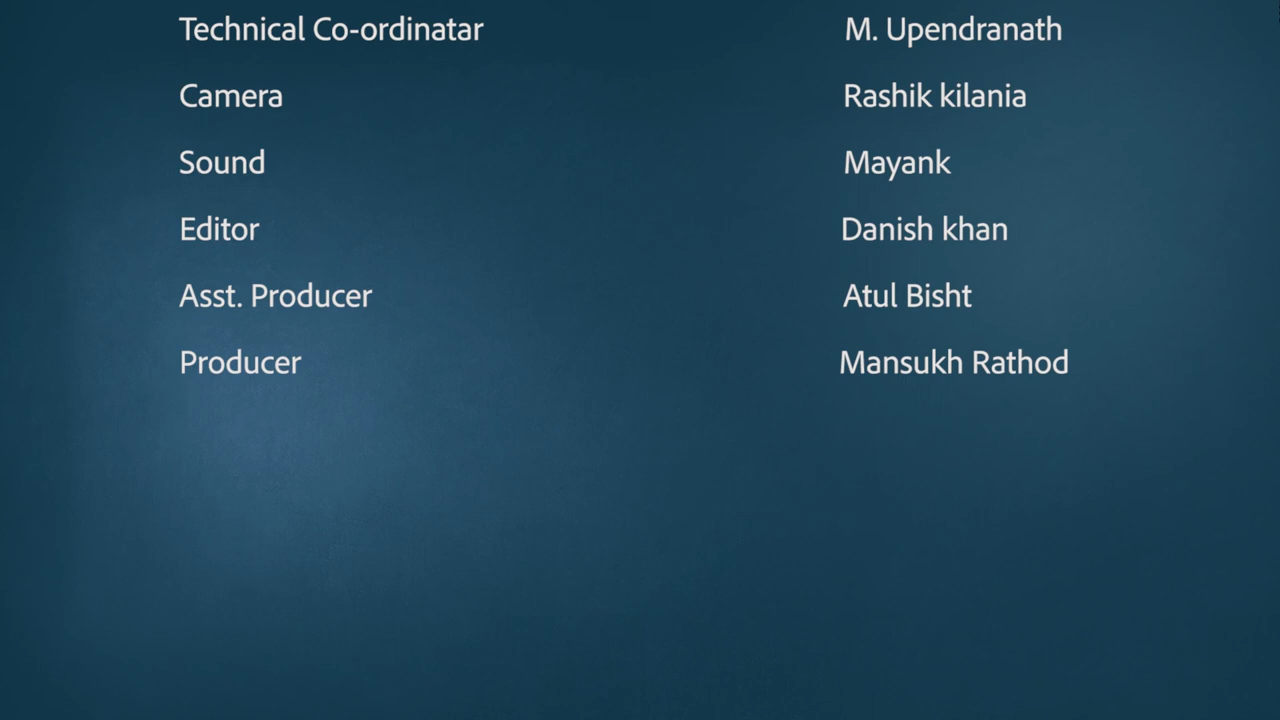 Technical Co-ordinatar M. Upendranath
Camera Rashik kilania
Sound Mayank
Editor Danish khan
Asst. Producer Atul Bisht
Producer Mansukh Rathod